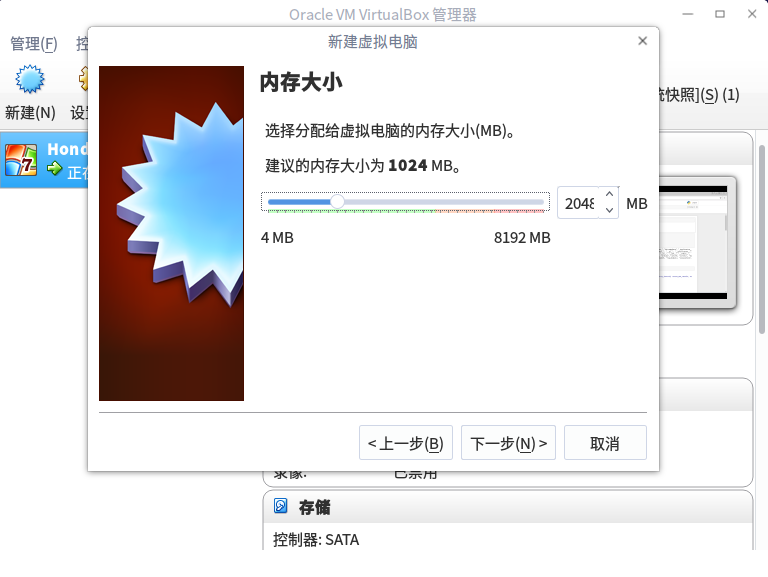 Oracle VM VirtualBox 管理器
管理(F) 控
新建虚拟电脑
新建(N) 设置
统快照](S) (1)
内存大小
选择分配给虚拟电脑的内存大小(MB)。
建议的内存大小为 1024 MB。
2048 MB
4 MB 8192 MB
Hond
正在
7
< 上一步(B) 下一步(N) > 取消
录像: 已禁用
存储
控制器: SATA